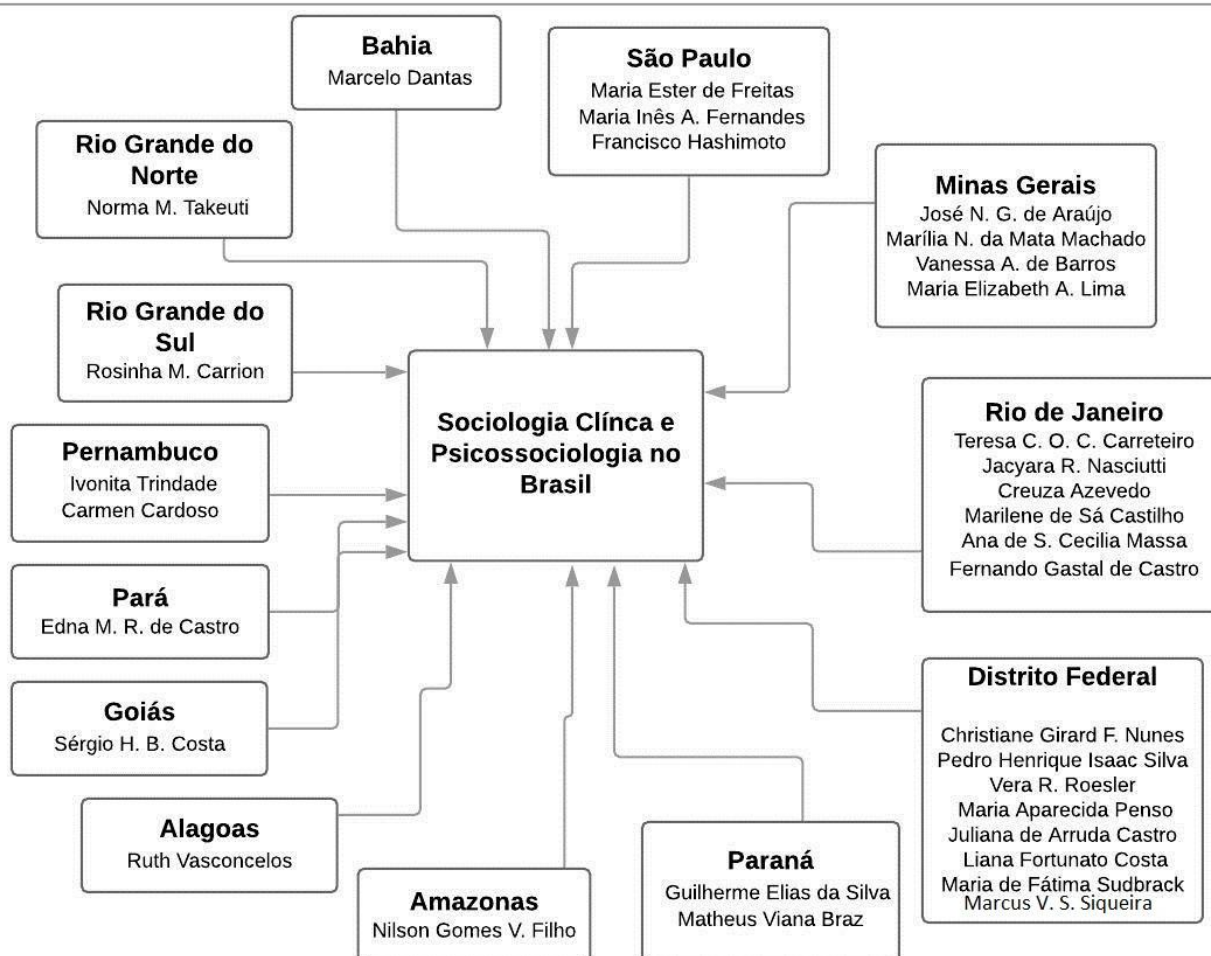 Bahia
Marcelo Dantas
São Paulo
Maria Ester de Freitas
Maria Inês A. Fernandes
Francisco Hashimoto
Rio Grande do
Norte
Norma M. Takeuti
Minas Gerais
José N. G. de Araújo
Marília N. da Mata Machado
Vanessa A. de Barros
Maria Elizabeth A. Lima
Rio Grande do
Sul
Rosinha M. Carrion
Sociologia Clínca e
Psicossociologia no
Brasil
Rio de Janeiro
Teresa C. O. C. Carreteiro
Jacyara R. Nasciutti
Creuza Azevedo
Marilene de Sá Castilho
Ana de S. Cecilia Massa
Fernando Gastal de Castro
Pernambuco
Ivonita Trindade
Carmen Cardoso
Pará
Edna M. R. de Castro
Goiás
Sérgio H. B. Costa
Distrito Federal
Christiane Girard F. Nunes
Pedro Henrique Isaac Silva
Vera R. Roesler
Maria Aparecida Penso
Juliana de Arruda Castro
Liana Fortunato Costa
Maria de Fátima Sudbrack
Marcus V. S. Siqueira
Alagoas
Ruth Vasconcelos
Amazonas
Nilson Gomes V. Filho
Paraná
Guilherme Elias da Silva
Matheus Viana Braz